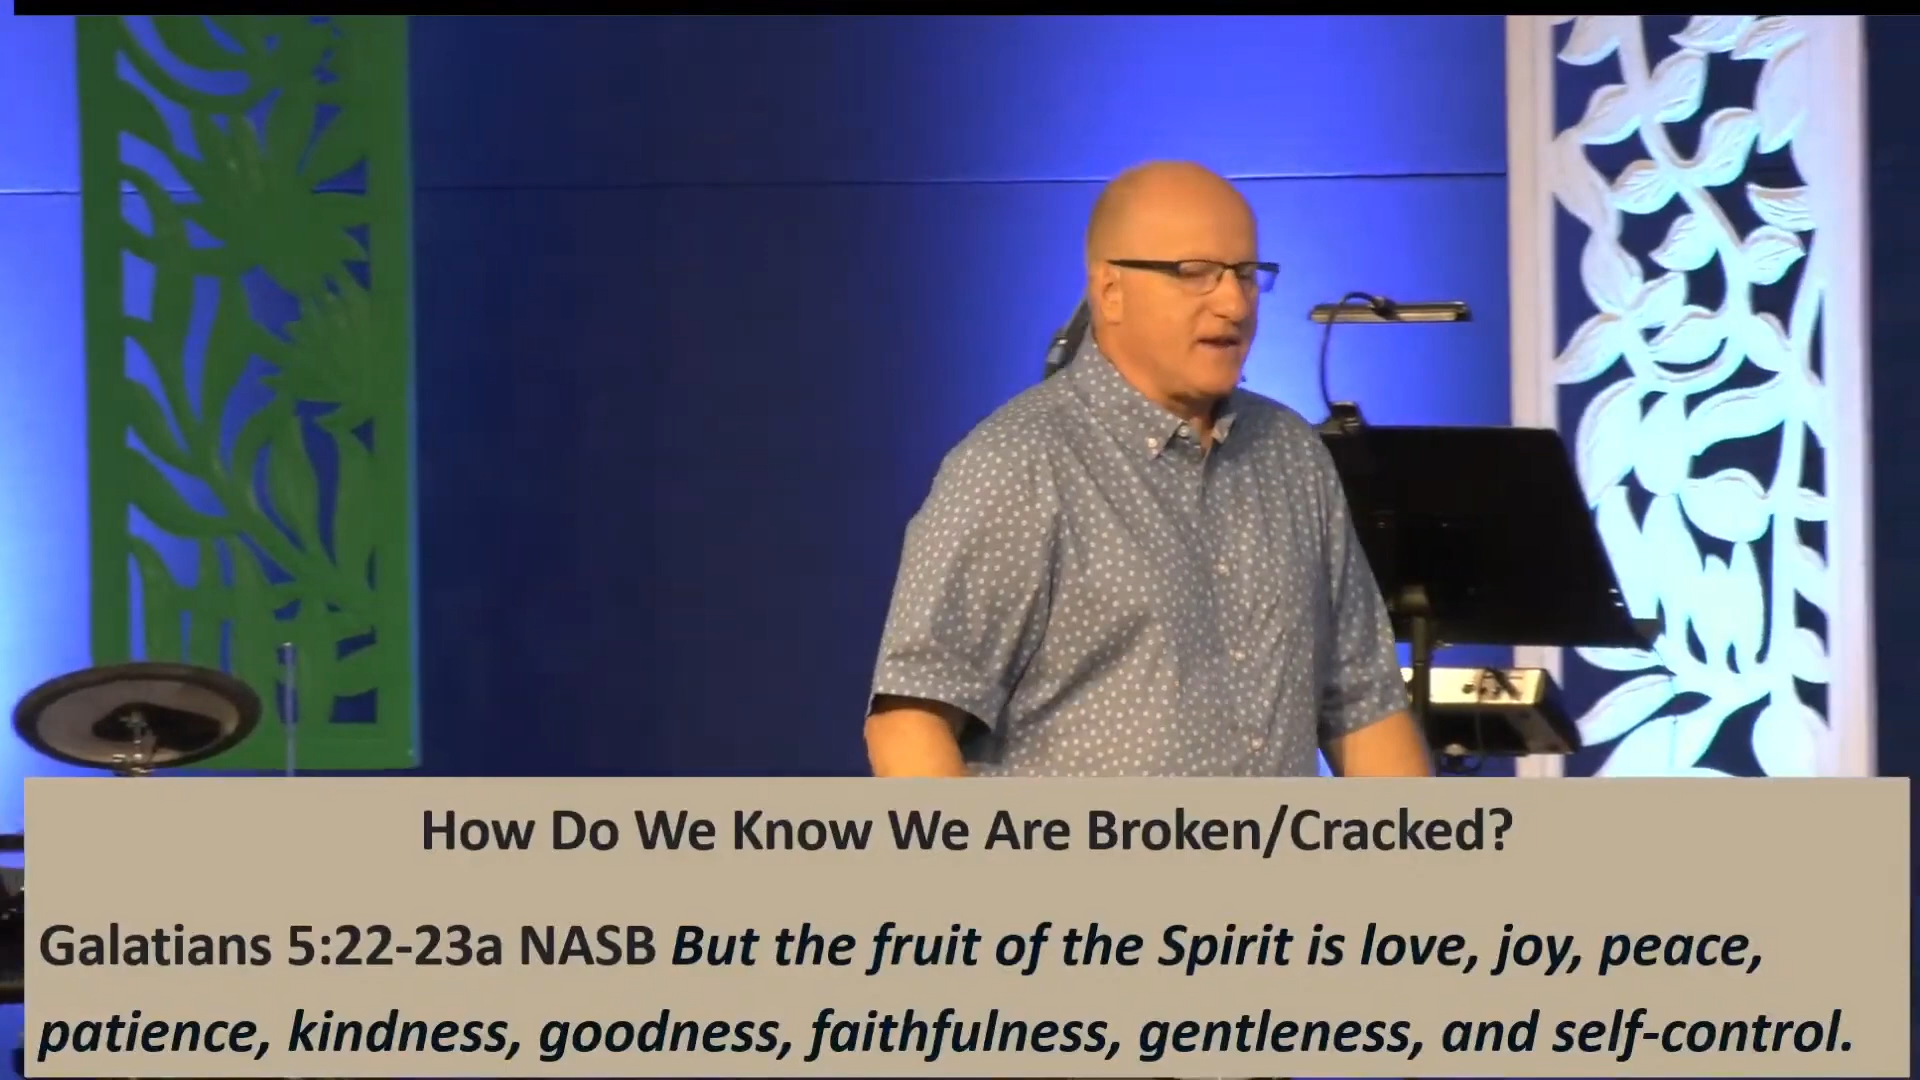 How Do We Know We Are Broken/Cracked?
Galatians 5:22-23a NASB But the fruit of the Spirit is love, joy, peace,
patience, kindness, goodness, faithfulness, gentleness, and self-control.